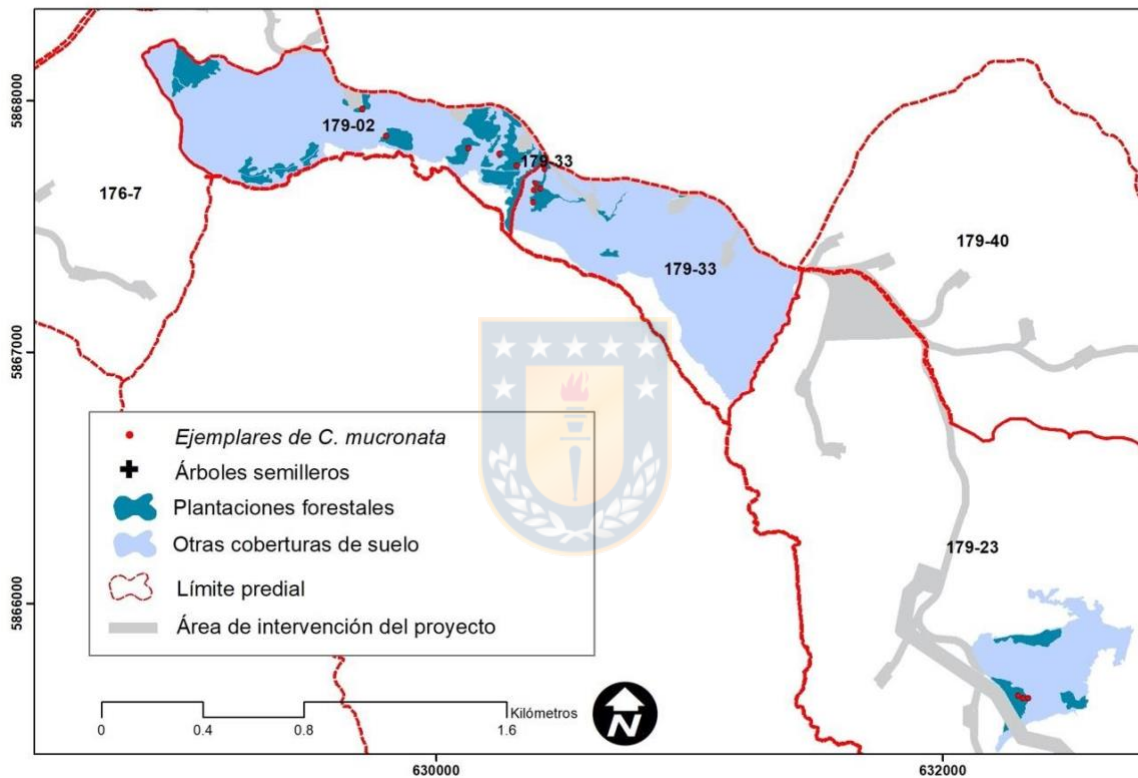 5868000
179-02
179-33
176-7
179-40
179-33
5867000
Ejemplares de C. mucronata
Árboles semilleros
Plantaciones forestales
Otras coberturas de suelo
Límite predial
Área de intervención del proyecto
179-23
5866000
Kilómetros
0 0.4 0.8 1.6
N
630000 632000